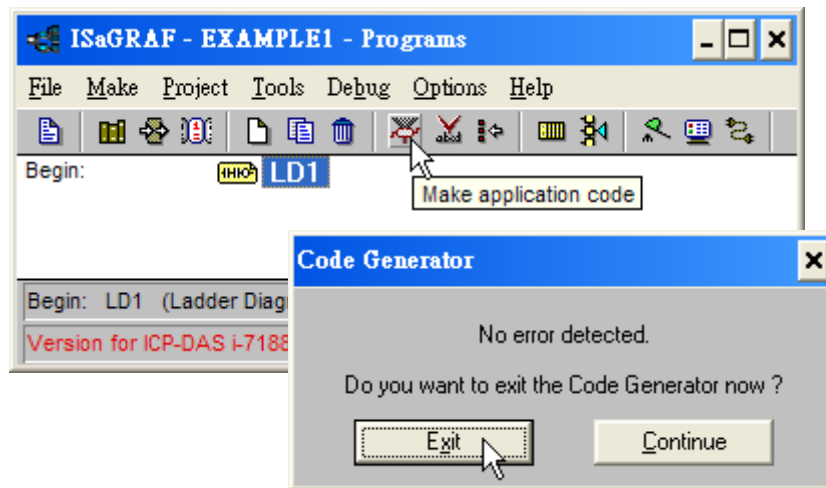 ISaGRAF - EXAMPLE1 - Programs
File Make Project Tools Debug Options Help
Begin: LD1
Make application code
Code Generator
Begin: LD1 (Ladder Diag
Version for ICP-DAS i-7188
No error detected.
Do you want to exit the Code Generator now ?
Exit Continue